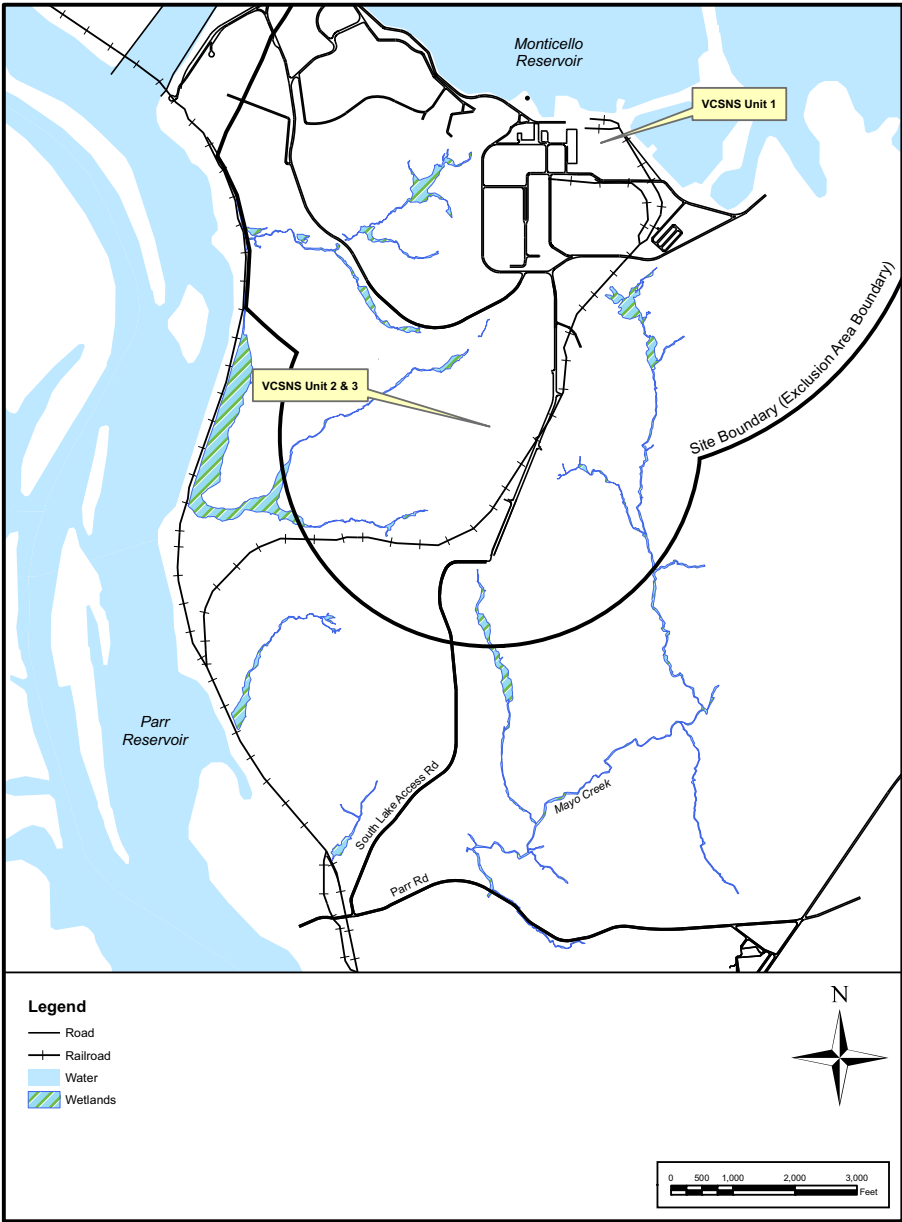 Monticello
Reservoir
VCSNS Unit 1
Site Boundary (Exclusion Area Boundary)
VCSNS Unit 2 & 3
Parr
Reservoir
South Lake Access Rd
Mayo Creek
Parr Rd
Legend
Road
Railroad
Water
Wetlands
N
0 500 1,000 2,000 3,000
Feet